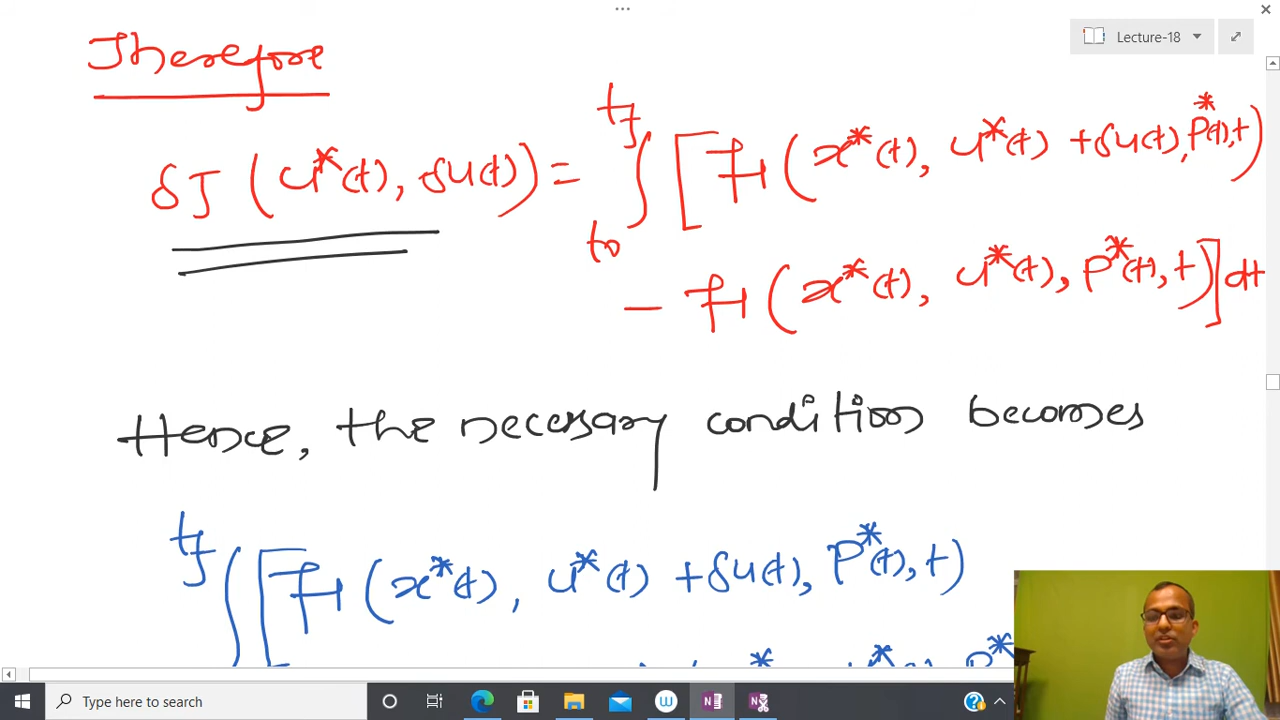 Lecture-18
Therefore
δJ (u*(t), δu(t)) = ∫_{t0}^{tf} [ℋ(x*(t), u*(t) + δu(t), p*(t), t)
− ℋ(x*(t), u*(t), p*(t), t)] dt
Hence, the necessary condition becomes
tf
∫[ℋ(x*(t), u*(t) + δu(t), p*(t), t)
Type here to search